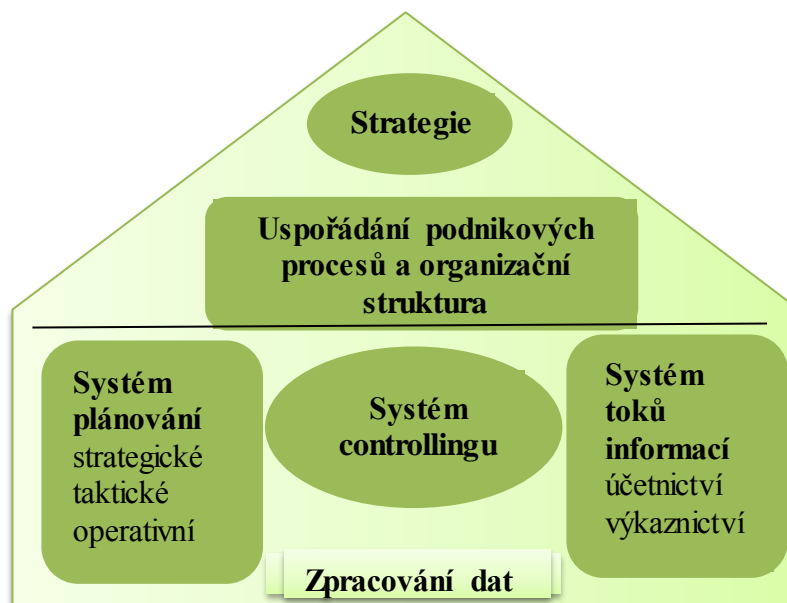 Strategie
Uspořádání podnikových
procesů a organizační
struktura
Systém
plánování
strategické
taktické
operativní
Systém
controllingu
Systém
toků
informací
účetnictví
výkaznictví
Zpracování dat